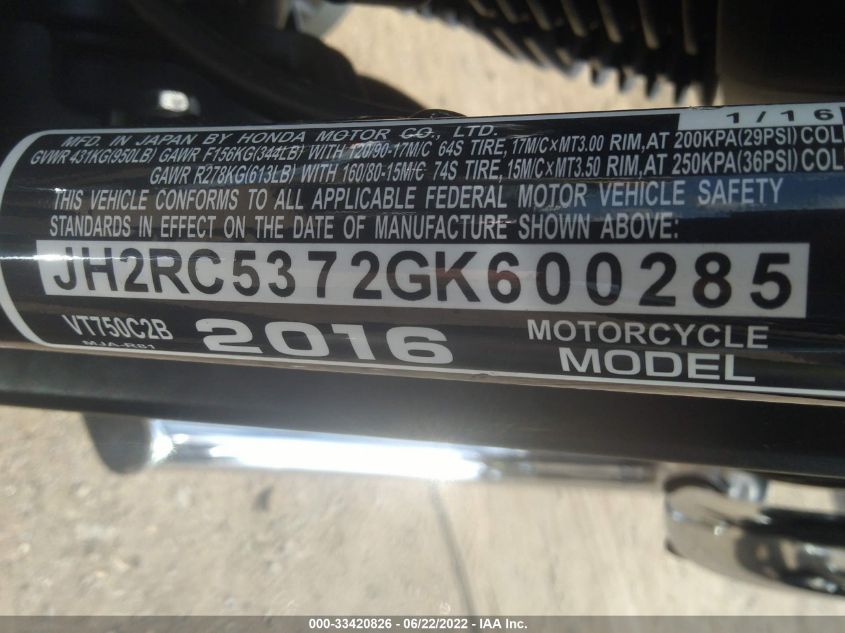 1/16
MFD. IN JAPAN BY HONDA MOTOR CO., LTD.
GVWR 431KG(950LB) GAWR F156KG(344LB) WITH 120/90-17M/C 64S TIRE, 17M/C×MT3.00 RIM,AT 200KPA(29PSI)COL
GAWR R278KG(613LB) WITH 160/80-15M/C 74S TIRE, 15M/C×MT3.50 RIM,AT 250KPA(36PSI)COL
THIS VEHICLE CONFORMS TO ALL APPLICABLE FEDERAL MOTOR VEHICLE SAFETY
STANDARDS IN EFFECT ON THE DATE OF MANUFACTURE SHOWN ABOVE:
JH2RC5372GK600285
VT750C2B 2016 MOTORCYCLE
MJA-R81 MODEL
000-33420826 - 06/22/2022 - IAA Inc.